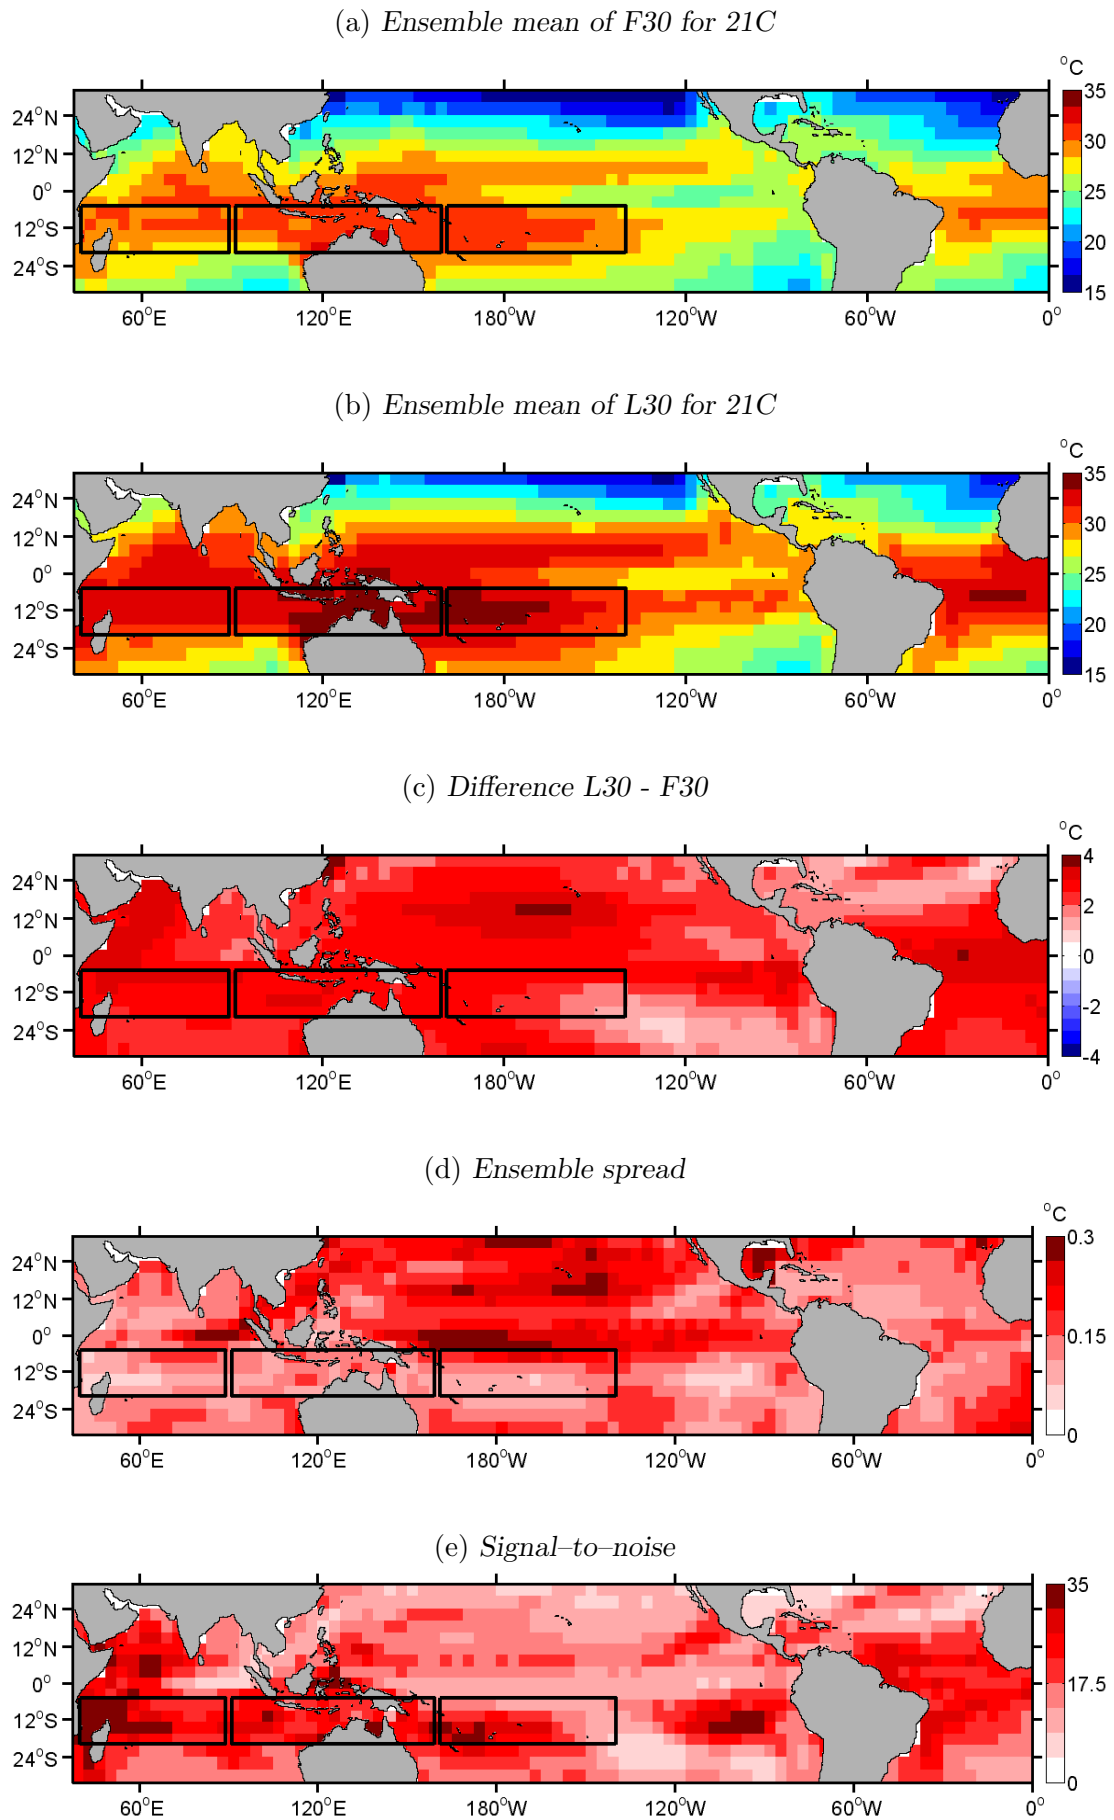 (a) Ensemble mean of F30 for 21C
°C
24°N
12°N
0°
12°S
24°S
35
30
25
20
15
60°E
120°E
180°W
120°W
60°W
0°
(b) Ensemble mean of L30 for 21C
°C
24°N
12°N
0°
12°S
24°S
35
30
25
20
15
60°E
120°E
180°W
120°W
60°W
0°
(c) Difference L30 - F30
°C
24°N
12°N
0°
12°S
24°S
4
2
0
-2
-4
60°E
120°E
180°W
120°W
60°W
0°
(d) Ensemble spread
°C
24°N
12°N
0°
12°S
24°S
0.3
0.15
0
60°E
120°E
180°W
120°W
60°W
0°
(e) Signal–to–noise
24°N
12°N
0°
12°S
24°S
35
17.5
0
60°E
120°E
180°W
120°W
60°W
0°